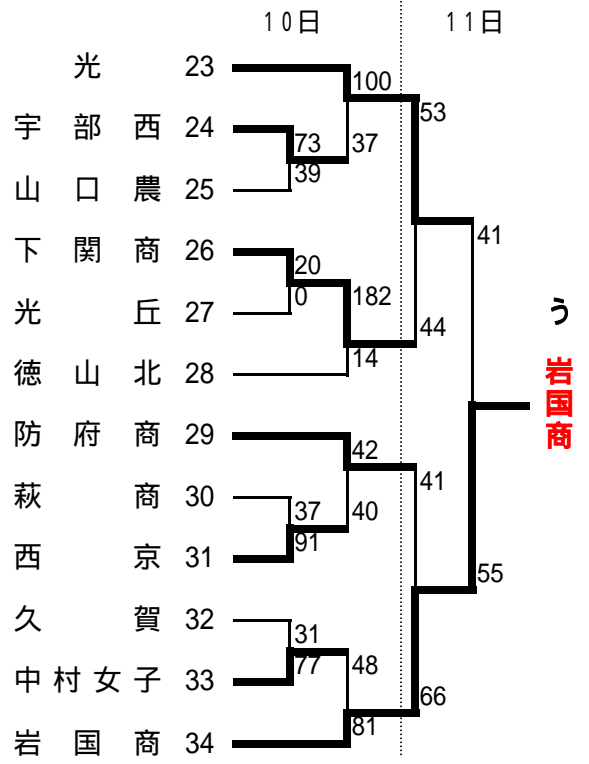 10日 11日
光 23
100
53
宇部西 24
73
37
39
山口農 25
41
下関商 26
20
0
182
光丘 27
44
14
徳山北 28
う
岩国商
防府商 29
42
41
萩商 30
37
40
91
西京 31
55
久賀 32
31
77
48
中村女子 33
66
81
岩国商 34